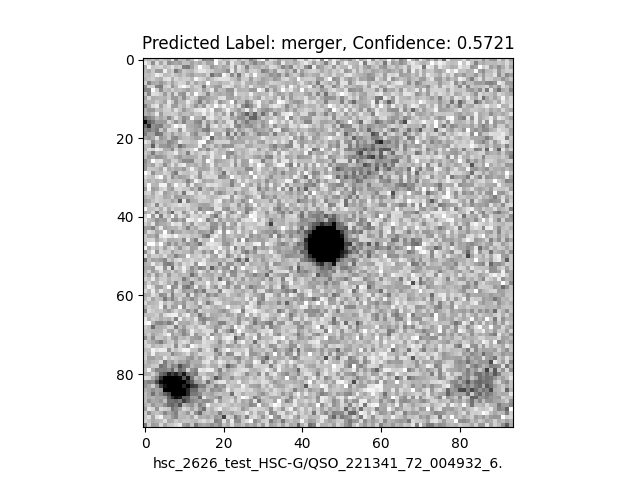 Predicted Label: merger, Confidence: 0.5721
0
20
40
60
80
0 20 40 60 80
hsc_2626_test_HSC-G/QSO_221341_72_004932_6.